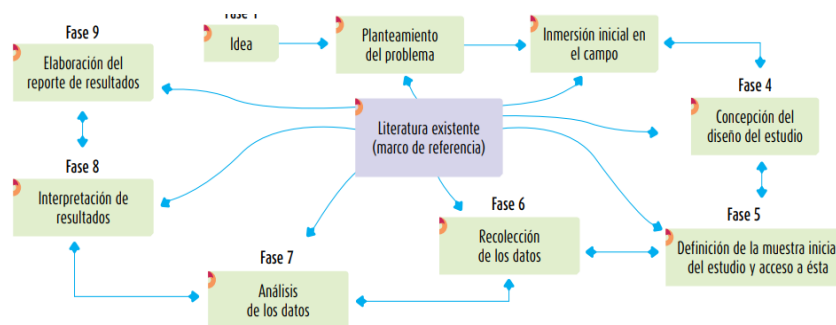 Fase 1
Idea
Planteamiento
del problema
Inmersión inicial en
el campo
Fase 4
Concepción del
diseño del estudio
Fase 5
Definición de la muestra inicia
del estudio y acceso a ésta
Fase 6
Recolección
de los datos
Fase 7
Análisis
de los datos
Fase 8
Interpretación de
resultados
Fase 9
Elaboración del
reporte de resultados
Literatura existente
(marco de referencia)